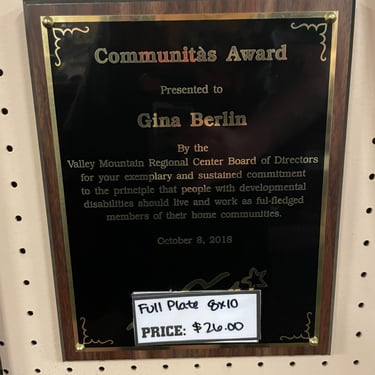 Communitàs Award
Presented to
Gina Berlin
By the
Valley Mountain Regional Center Board of Directors
for your exemplary and sustained commitment
to the principle that people with developmental
disabilities should live and work as ful-fledged
members of their home communities.
October 8, 2018
Full Plate 8x10
PRICE: $26.00